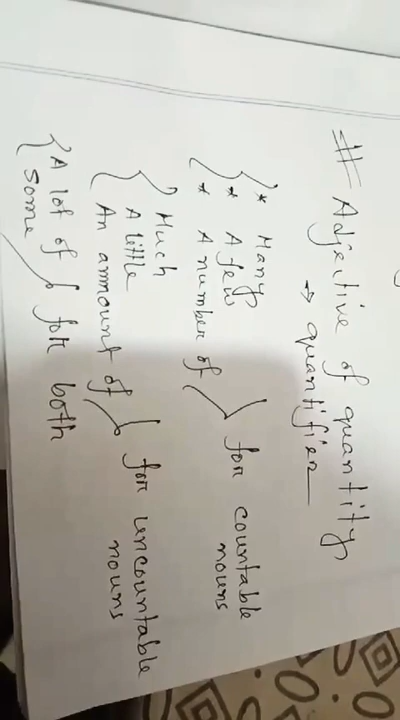 # Adjective of quantity
→ quantifier
* Many
* A few
* A number of
for countable nouns
Much
A little
An ammount of
for uncountable nouns
A lot of
some
for both